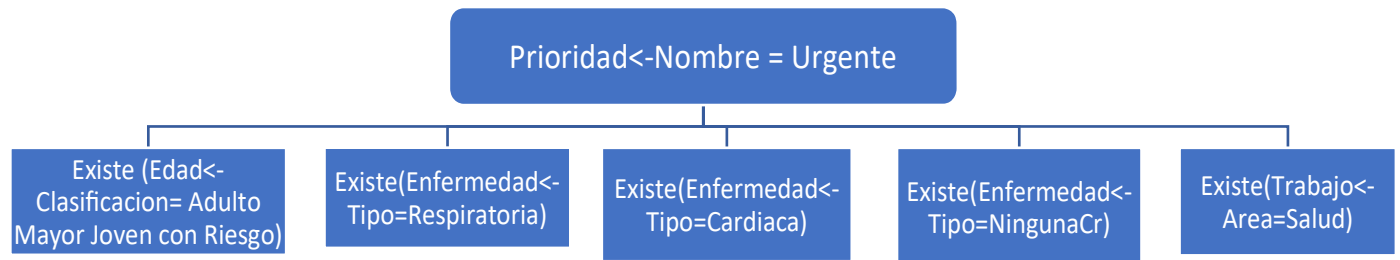 Prioridad<-Nombre = Urgente
Existe (Edad<-
Clasificacion= Adulto
Mayor Joven con Riesgo)
Existe(Enfermedad<-
Tipo=Respiratoria)
Existe(Enfermedad<-
Tipo=Cardiaca)
Existe(Enfermedad<-
Tipo=NingunaCr)
Existe(Trabajo<-
Area=Salud)